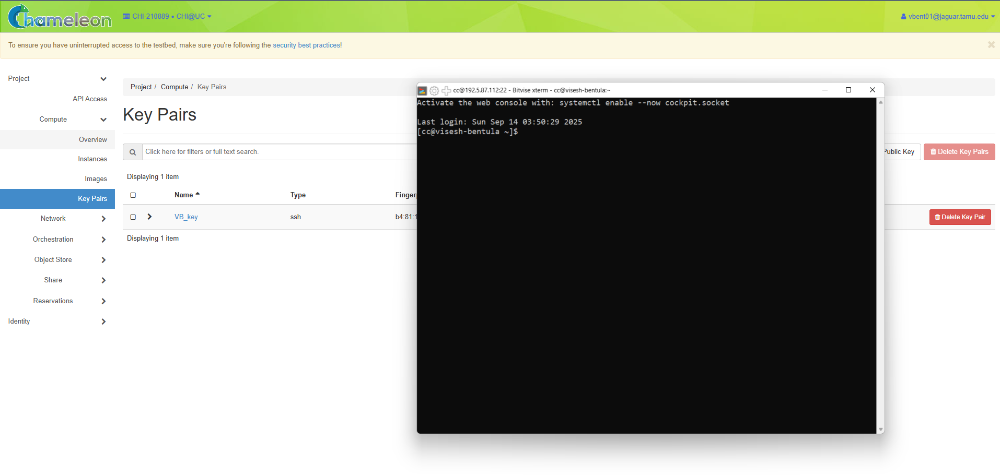 Chameleon
CHI-210889 • CHI@UC
vbent01@jaguar.tamu.edu
To ensure you have uninterrupted access to the testbed, make sure you're following the security best practices!
Project
API Access
Compute
Overview
Instances
Images
Key Pairs
Network
Orchestration
Object Store
Share
Reservations
Identity
Project / Compute / Key Pairs
Key Pairs
Click here for filters or full text search.
Public Key
Delete Key Pairs
Displaying 1 item
Name Type
VB_key ssh b4:81:1
Delete Key Pair
Displaying 1 item
cc@192.5.87.112:22 - Bitvise xterm - cc@visesh-bentula:~
Activate the web console with: systemctl enable --now cockpit.socket
Last login: Sun Sep 14 03:50:29 2025
[cc@visesh-bentula ~]$